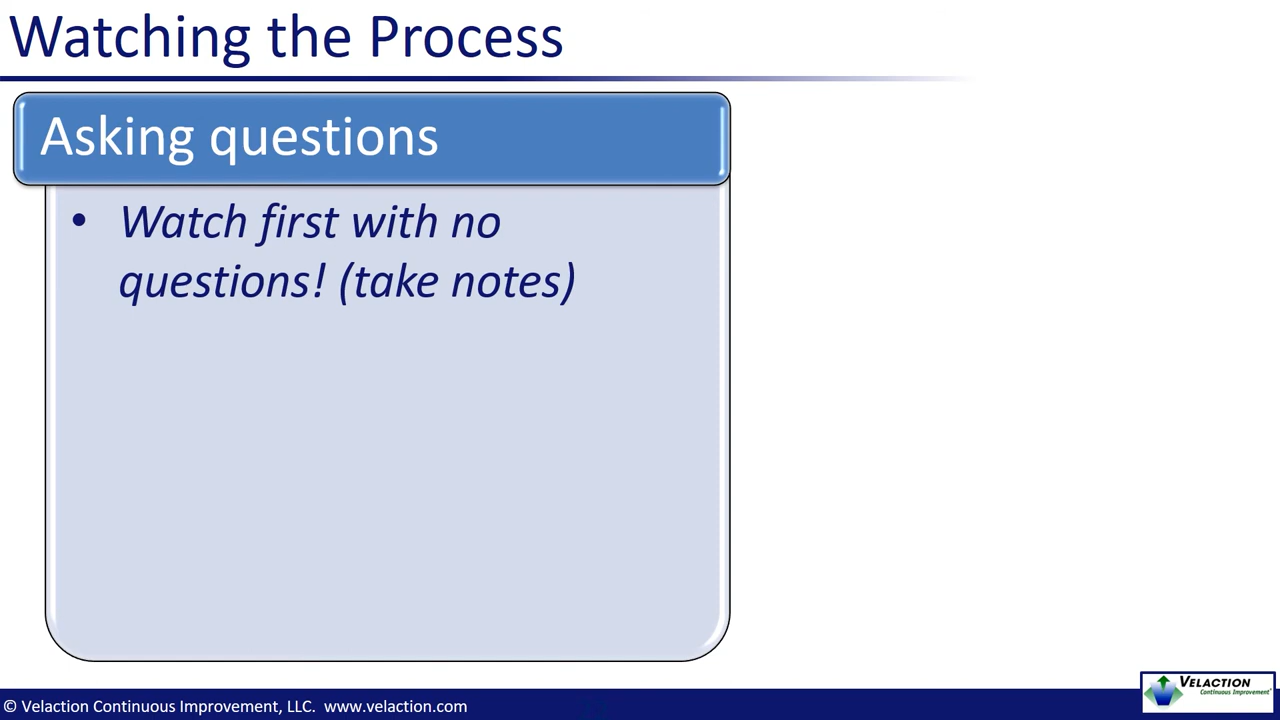 Watching the Process
Asking questions
• Watch first with no
questions! (take notes)
© Velaction Continuous Improvement, LLC. www.velaction.com
VELACTION
Continuous Improvement